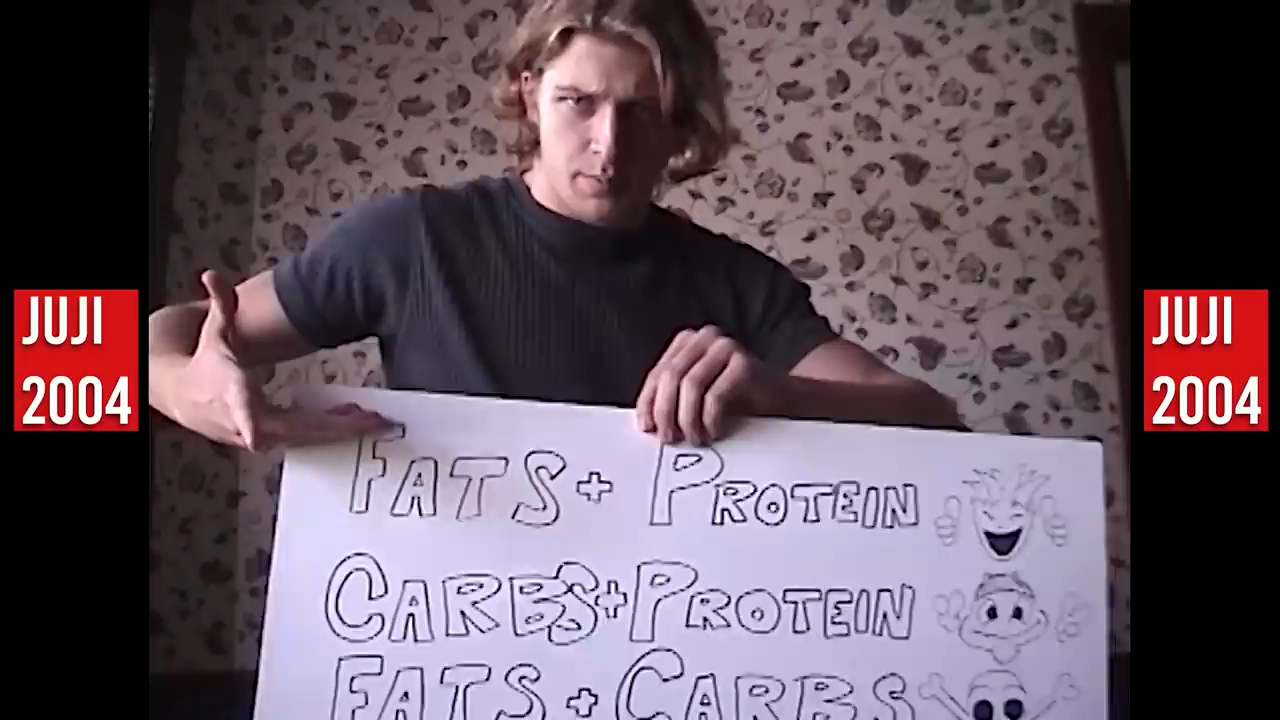 JUJI
2004
JUJI
2004
FATS + PROTEIN
CARBS + PROTEIN
FATS + CARBS